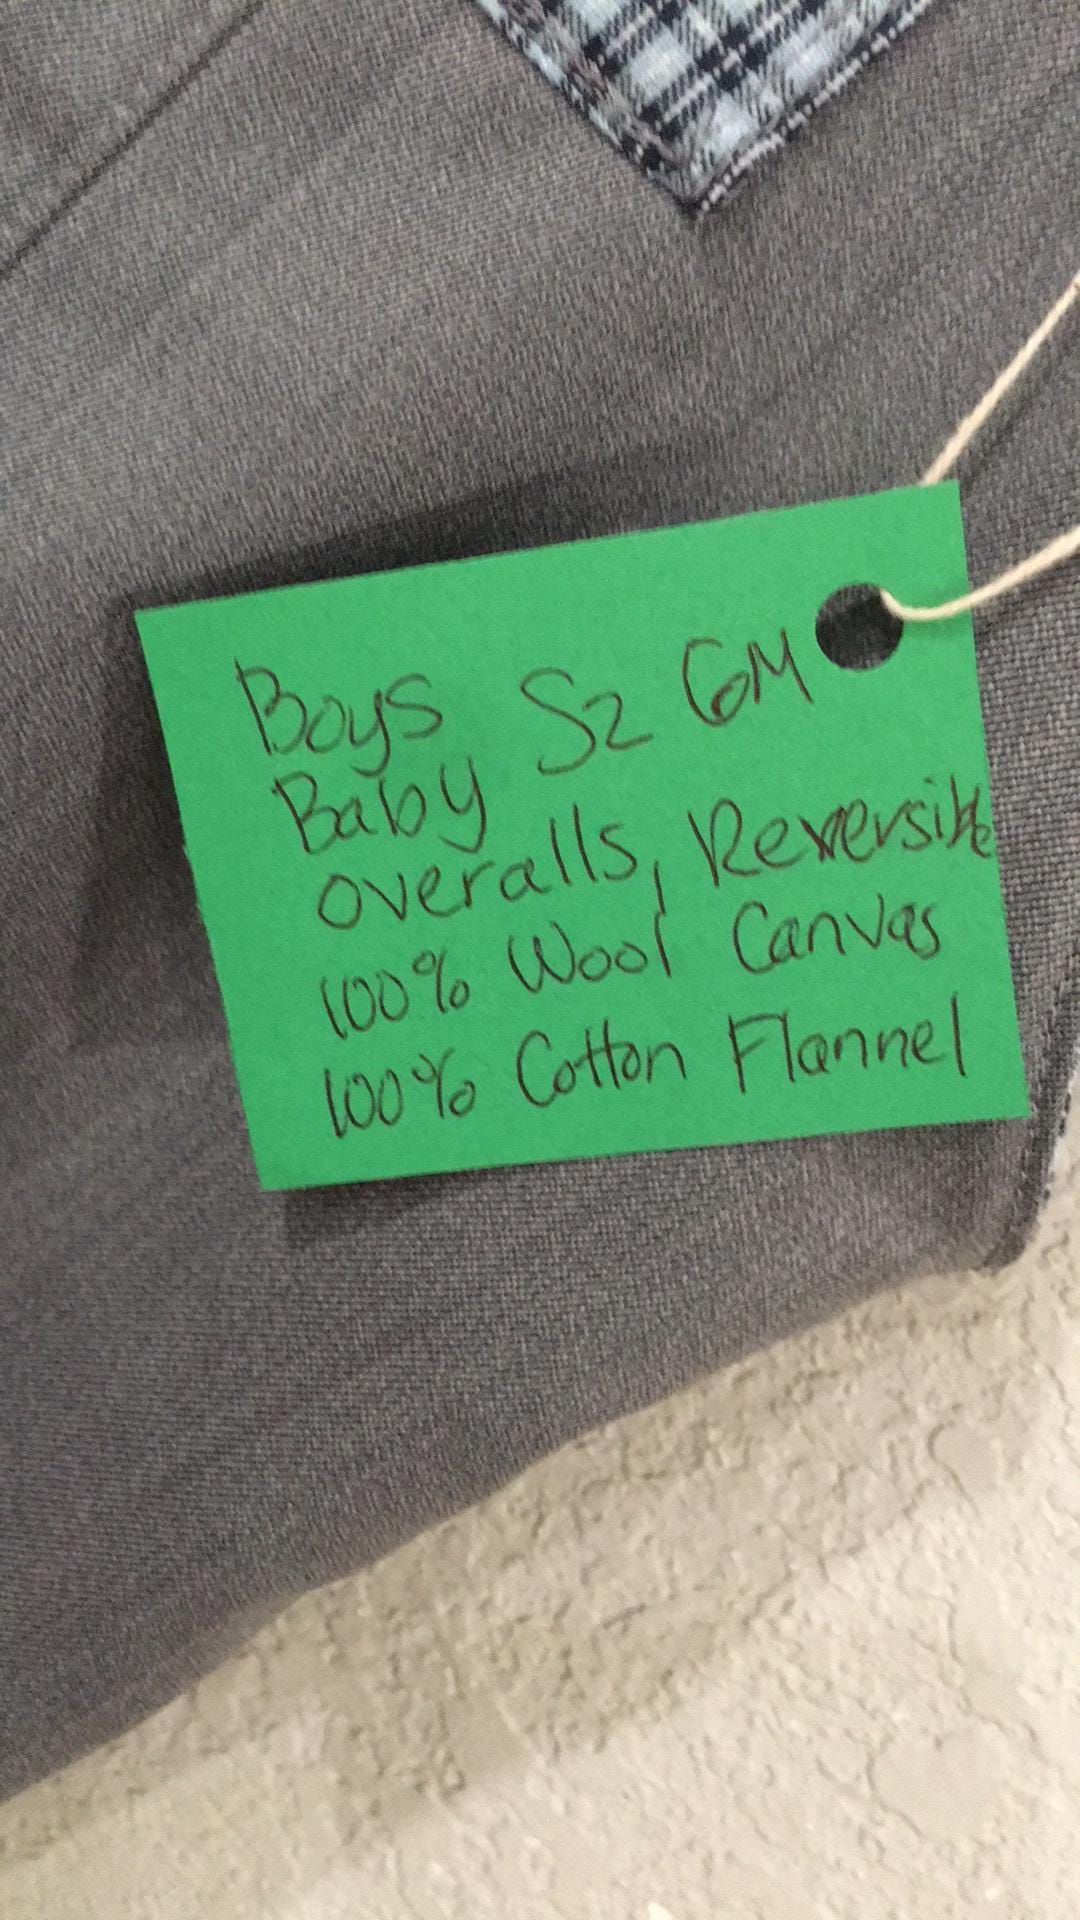 Boys Sz 6M
Baby
overalls, Reversible
100% Wool Canvas
100% Cotton Flannel